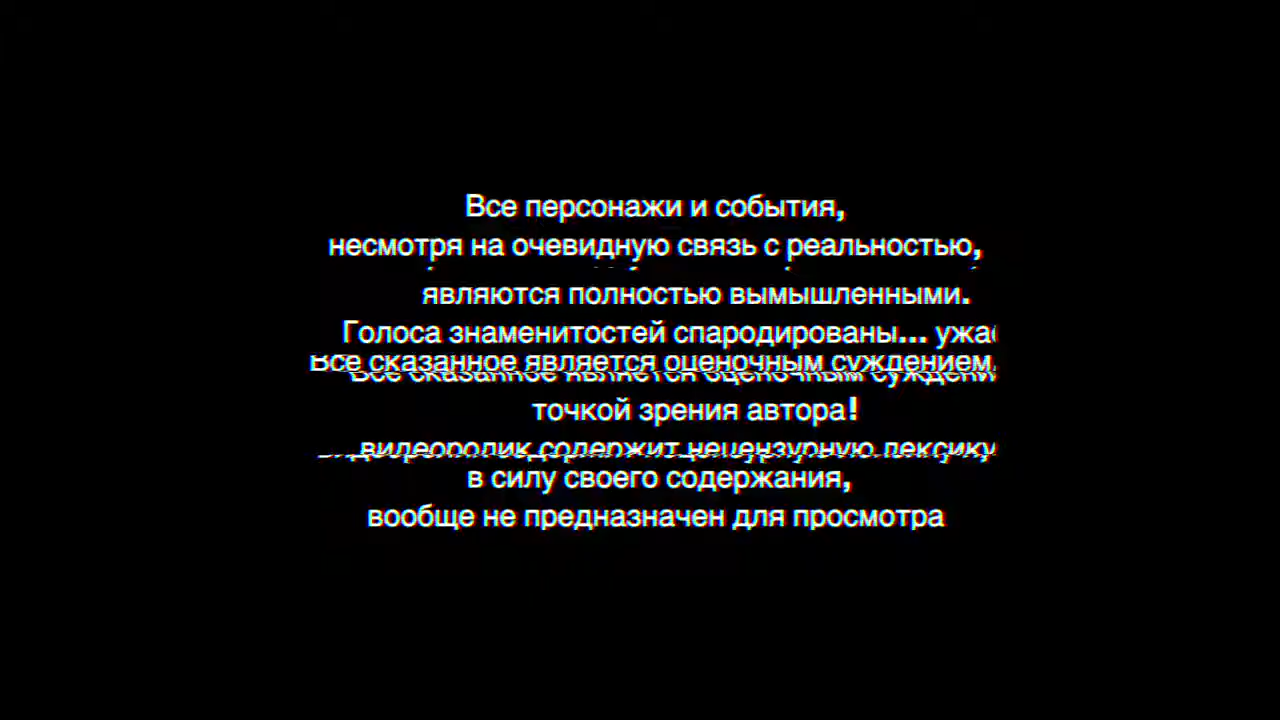 Все персонажи и события,
несмотря на очевидную связь с реальностью,
являются полностью вымышленными.
Голоса знаменитостей спародированы...
Все сказанное является оценочным суждением,
точкой зрения автора!
видеоролик содержит нецензурную лексику
в силу своего содержания,
вообще не предназначен для просмотра